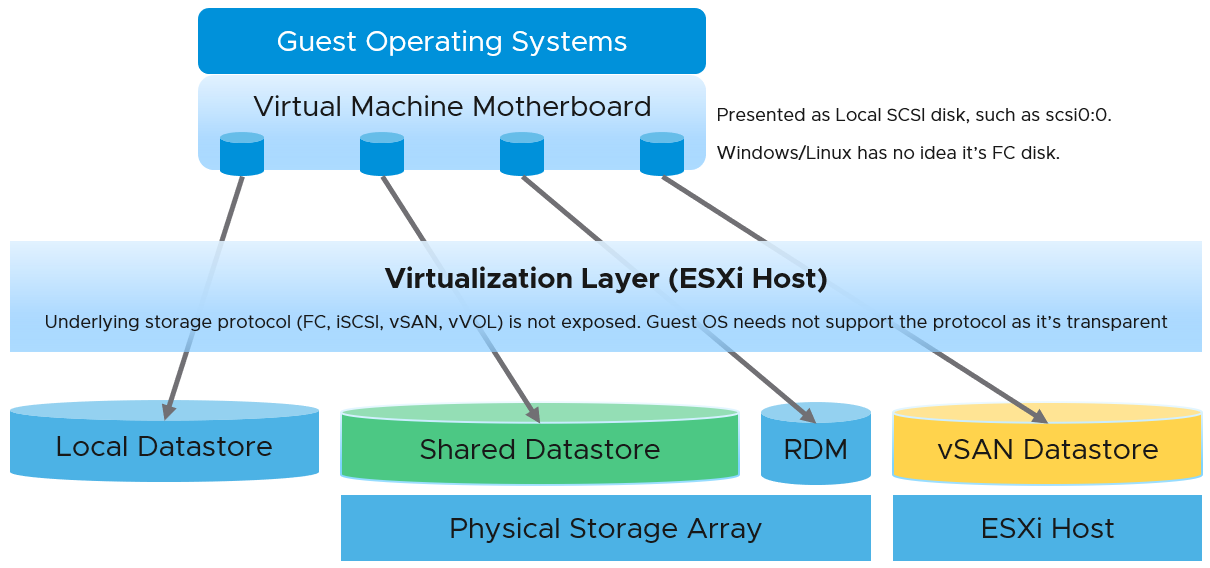 Guest Operating Systems
Virtual Machine Motherboard
Presented as Local SCSI disk, such as scsi0:0.
Windows/Linux has no idea it’s FC disk.
Virtualization Layer (ESXi Host)
Underlying storage protocol (FC, iSCSI, vSAN, vVOL) is not exposed. Guest OS needs not support the protocol as it’s transparent
Local Datastore
Shared Datastore
RDM
vSAN Datastore
Physical Storage Array
ESXi Host